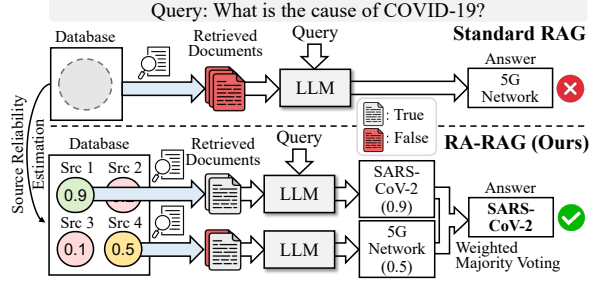 Query: What is the cause of COVID-19?
Standard RAG
Database
Retrieved
Documents
Query
LLM
Answer
5G
Network
: True
: False
Source Reliability
Estimation
RA-RAG (Ours)
Database
Src 1
Src 2
0.9
Src 3
Src 4
0.1
0.5
Retrieved
Documents
Query
LLM
LLM
SARS-
CoV-2
(0.9)
5G
Network
(0.5)
Answer
SARS-
CoV-2
Weighted
Majority Voting